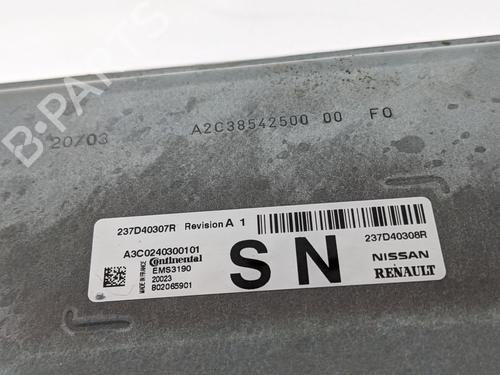 B-PARTS
20/03
A2C38542500 00 F0
237D40307R Revision A 1
A3C0240300101
Continental
EMS3190
20023
802065901
MADE IN FRANCE
S N
237D40308R
NISSAN
RENAULT